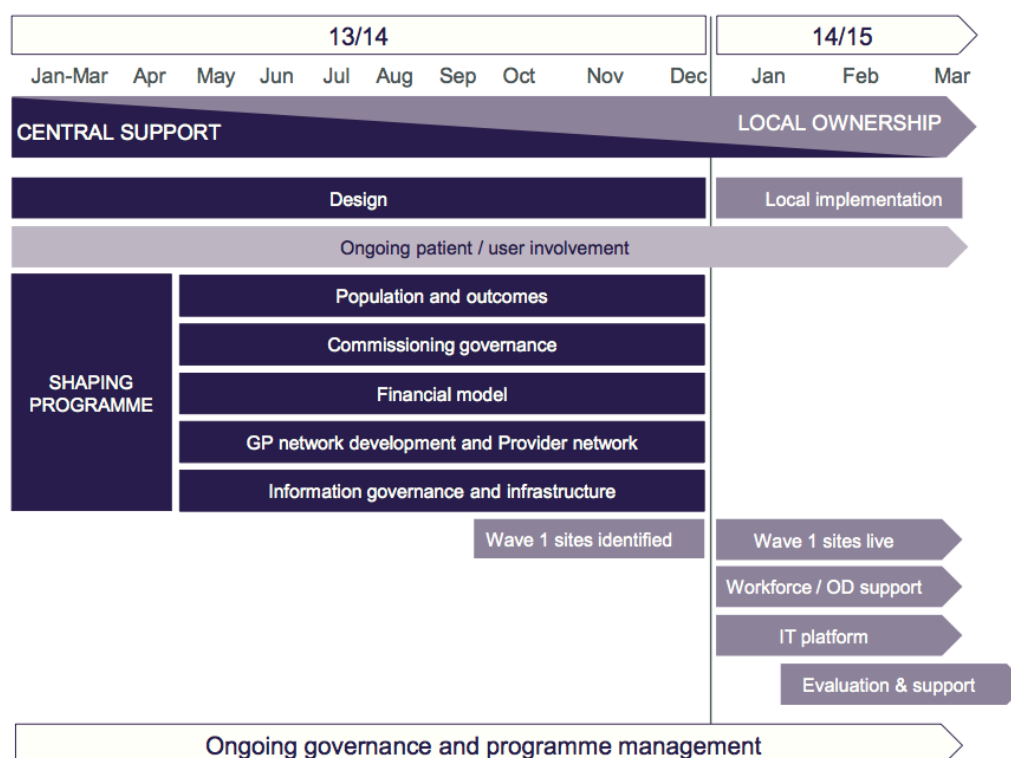 13/14 14/15
Jan-Mar Apr May Jun Jul Aug Sep Oct Nov Dec Jan Feb Mar
CENTRAL SUPPORT LOCAL OWNERSHIP
Design Local implementation
Ongoing patient / user involvement
SHAPING
PROGRAMME
Population and outcomes
Commissioning governance
Financial model
GP network development and Provider network
Information governance and infrastructure
Wave 1 sites identified Wave 1 sites live
Workforce / OD support
IT platform
Evaluation & support
Ongoing governance and programme management